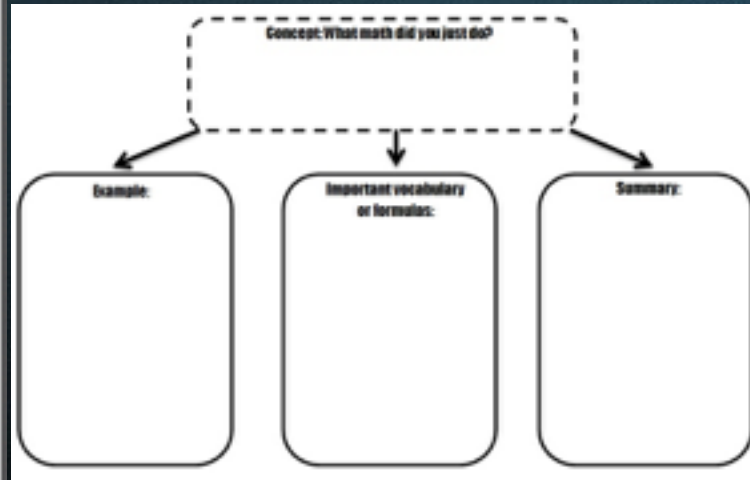 Concept: What math did you just do?
Example:
Important vocabulary
or formulas:
Summary: